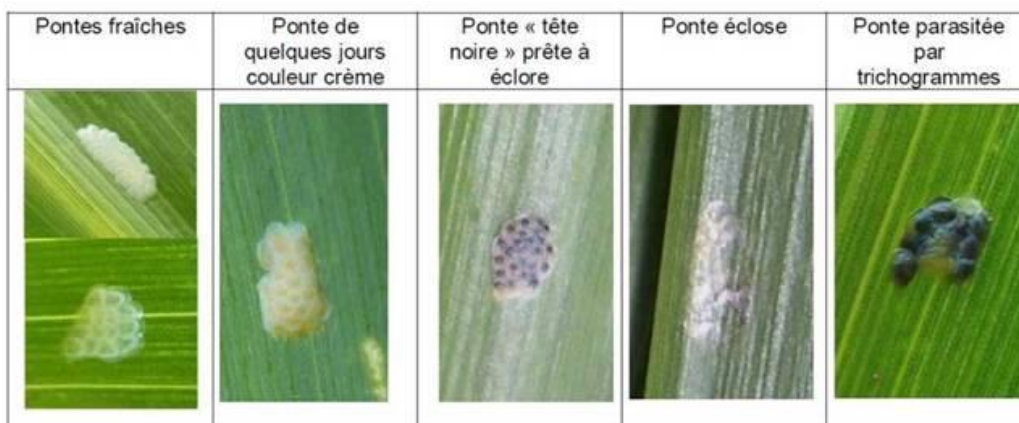 Pontes fraîches
Ponte de
quelques jours
couleur crème
Ponte « tête
noire » prête à
éclore
Ponte éclose
Ponte parasitée
par
trichogrammes